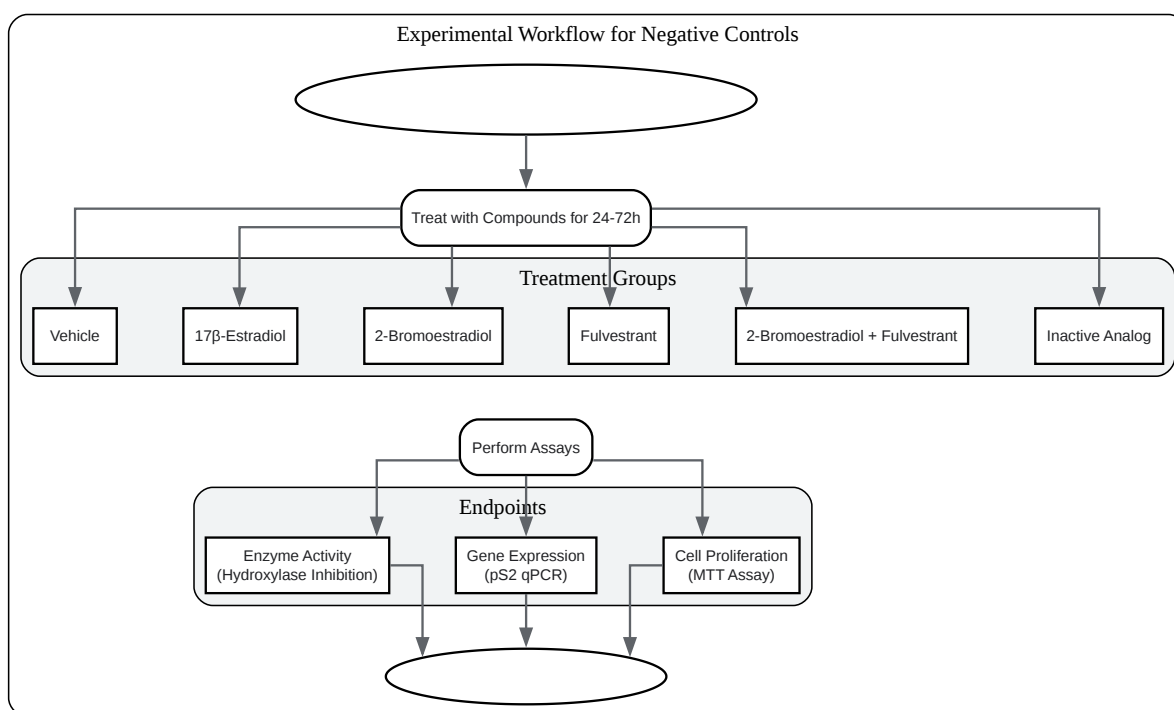 Experimental Workflow for Negative Controls
Treat with Compounds for 24-72h
Treatment Groups
Vehicle
17β-Estradiol
2-Bromoestradiol
Fulvestrant
2-Bromoestradiol + Fulvestrant
Inactive Analog
Perform Assays
Endpoints
Enzyme Activity
(Hydroxylase Inhibition)
Gene Expression
(pS2 qPCR)
Cell Proliferation
(MTT Assay)